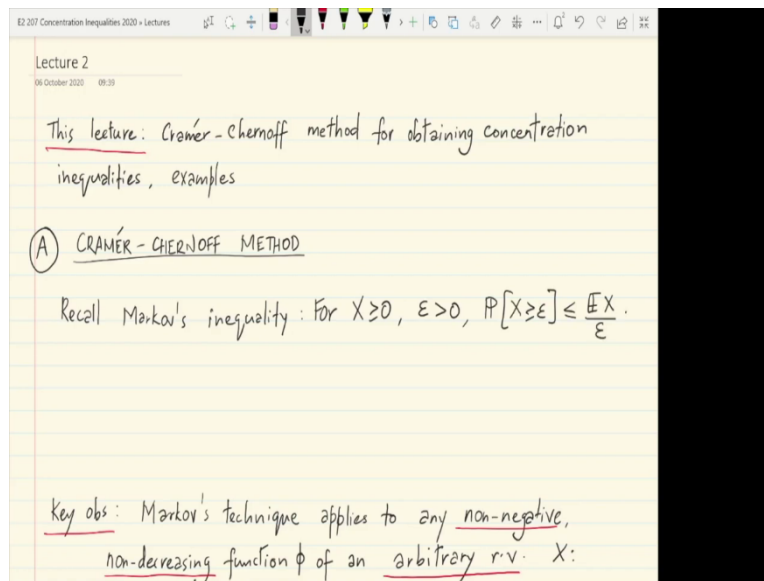 E2 207 Concentration Inequalities 2020 » Lectures
Lecture 2
06 October 2020 09:39
This lecture: Cramér-Chernoff method for obtaining concentration
inequalities, examples
A CRAMÉR-CHERNOFF METHOD
Recall Markov's inequality: For X≥0, ε>0, ℙ[X≥ε] ≤ 𝔼X/ε.
Key obs: Markov's technique applies to any non-negative,
non-decreasing function ϕ of an arbitrary r.v. X: